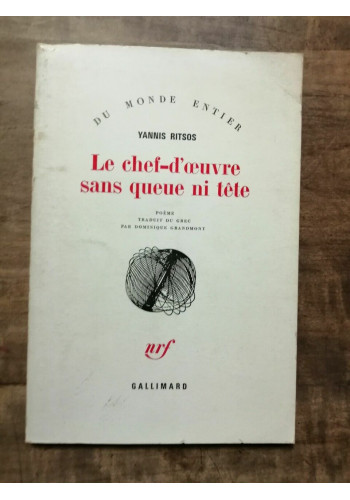 DU MONDE ENTIER
YANNIS RITSOS
Le chef-d'œuvre
sans queue ni tête
POÈME
TRADUIT DU GREC
PAR DOMINIQUE GRANDMONT
nrf
GALLIMARD